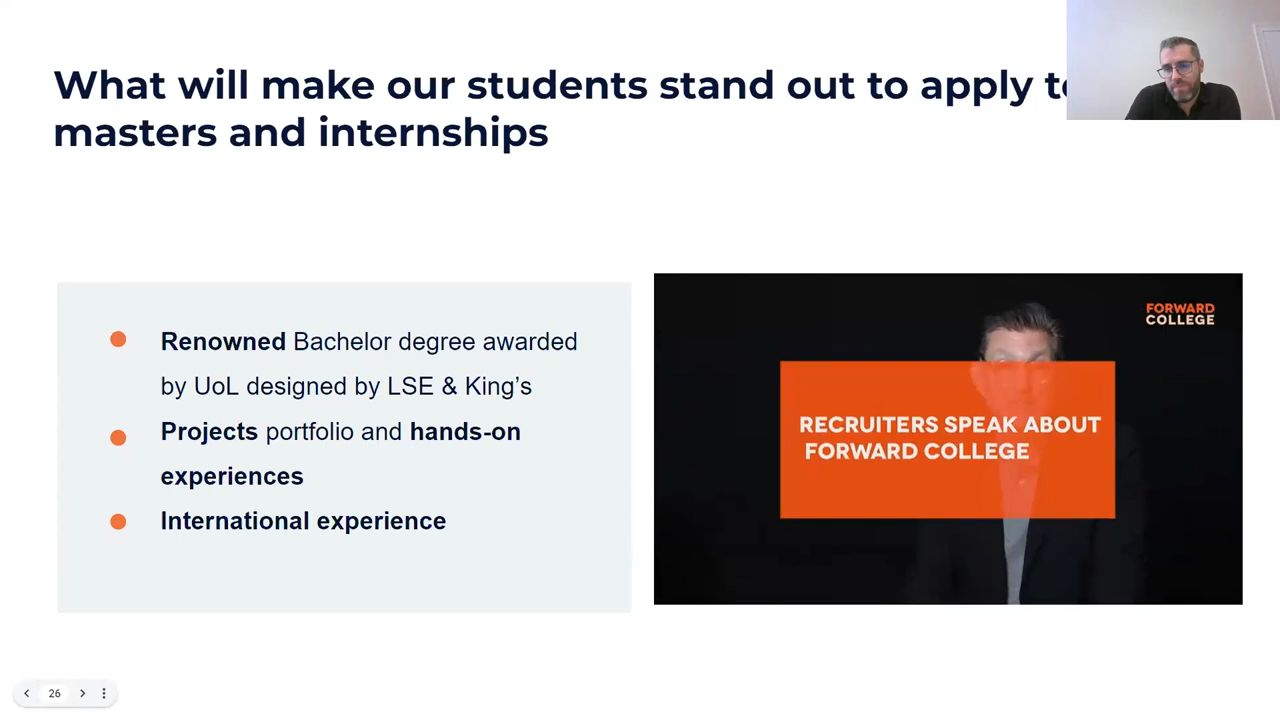 What will make our students stand out to apply to
masters and internships
Renowned Bachelor degree awarded
by UoL designed by LSE & King's
Projects portfolio and hands-on
experiences
International experience
FORWARD
COLLEGE
RECRUITERS SPEAK ABOUT
FORWARD COLLEGE
26